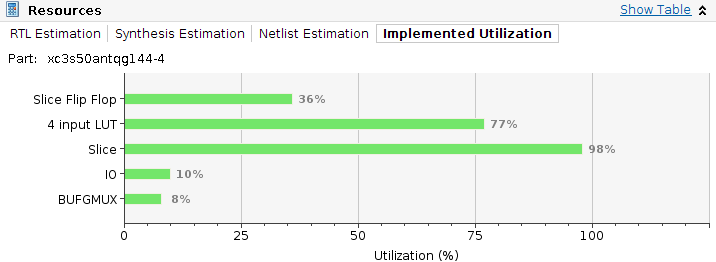 Resources Show Table
RTL Estimation Synthesis Estimation Netlist Estimation Implemented Utilization
Part: xc3s50antqg144-4
Slice Flip Flop 36%
4 input LUT 77%
Slice 98%
IO 10%
BUFGMUX 8%
0 25 50 75 100
Utilization (%)